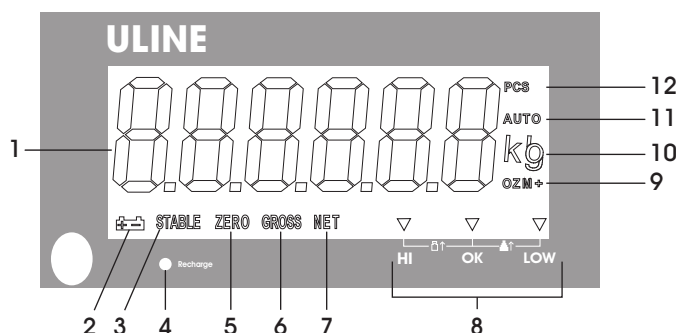 ULINE
PCS
12
AUTO
11
1
kg
10
OZM+
9
STABLE ZERO GROSS NET
Recharge
HI OK LOW
2 3 4 5 6 7 8